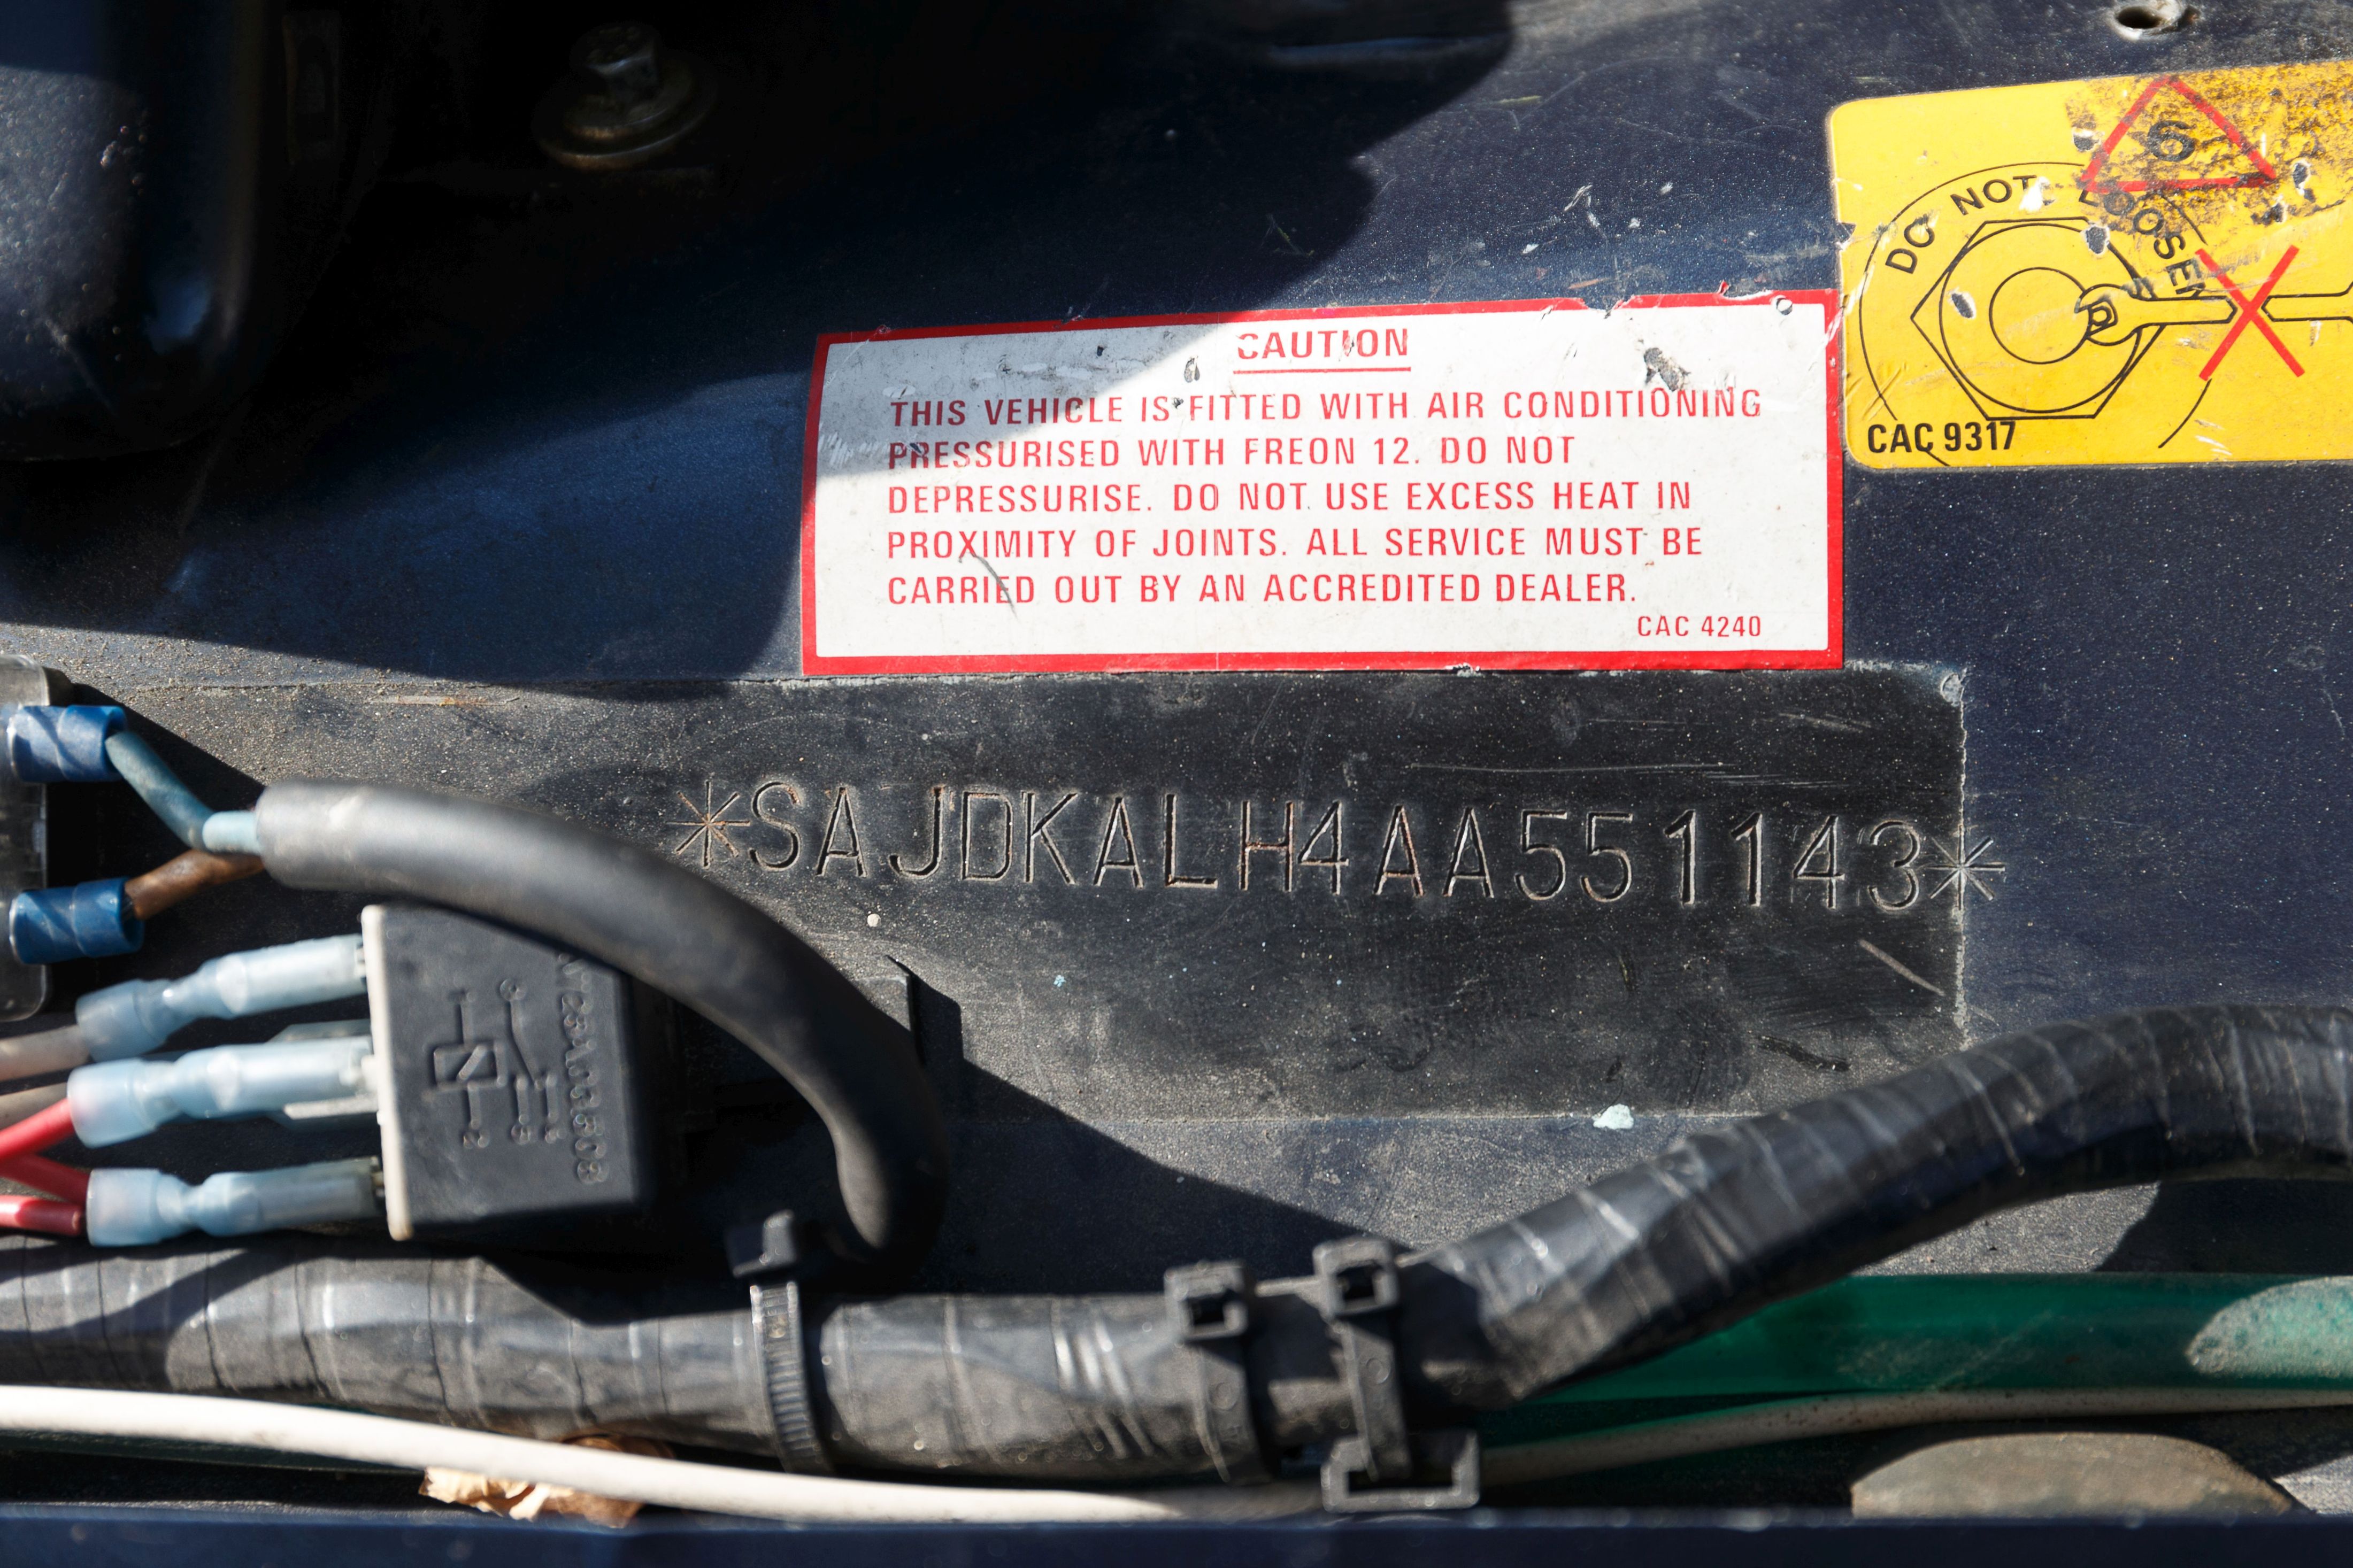 6
DO NOT LOOSEN
CAC 9317
CAUTION
THIS VEHICLE IS FITTED WITH AIR CONDITIONING
PRESSURISED WITH FREON 12. DO NOT
DEPRESSURISE. DO NOT USE EXCESS HEAT IN
PROXIMITY OF JOINTS. ALL SERVICE MUST BE
CARRIED OUT BY AN ACCREDITED DEALER.
CAC 4240
*SAJDKALH4AA551143*